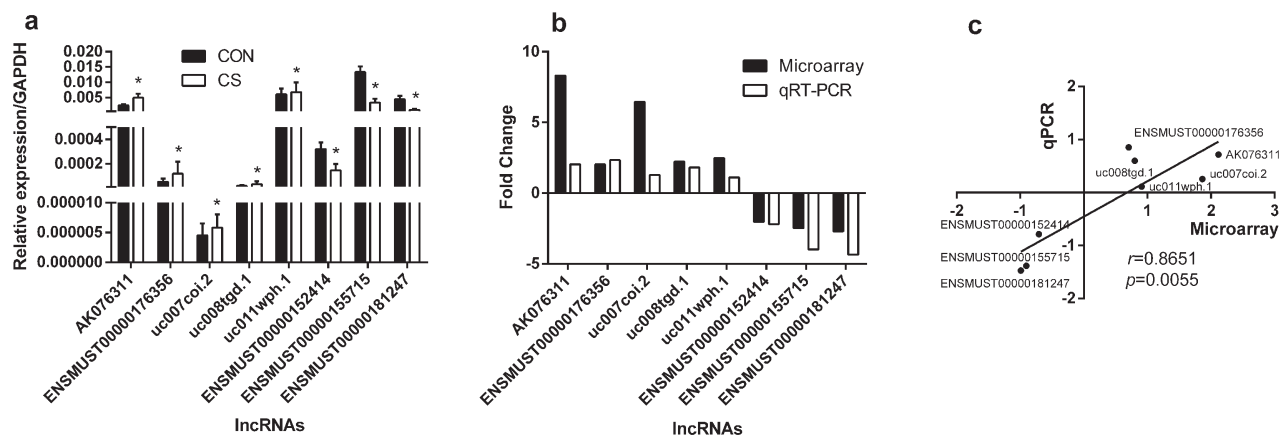 a
Relative expression/GAPDH
0.020
0.015
0.010
0.005
0.0004
0.0002
0.000010
0.000005
0.000000
CON
CS
*
*
*
*
*
*
*
*
AK076311
ENSMUST00000176356
uc007coi.2
uc008tgd.1
uc011wph.1
ENSMUST00000152414
ENSMUST00000155715
ENSMUST00000181247
lncRNAs
b
Fold Change
10
5
0
-5
Microarray
qRT-PCR
AK076311
ENSMUST00000176356
uc007coi.2
uc008tgd.1
uc011wph.1
ENSMUST00000152414
ENSMUST00000155715
ENSMUST00000181247
lncRNAs
c
qPCR
2
1
-1
-2
-2
-1
1
2
3
Microarray
ENSMUST00000176356
AK076311
uc008tgd.1
uc007coi.2
uc011wph.1
ENSMUST00000152414
ENSMUST00000155715
ENSMUST00000181247
r=0.8651
p=0.0055